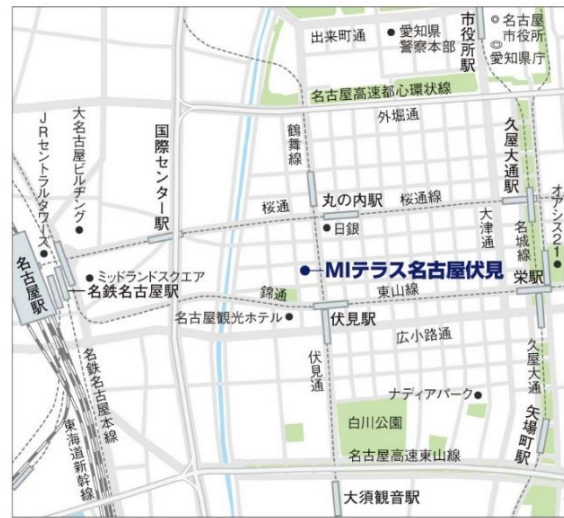 出来町通
愛知県
警察本部
市役所駅
名古屋
市役所
愛知県庁
名古屋高速都心環状線
外堀通
鶴舞線
久屋大通駅
大名古屋ビルヂング
JRセントラルタワーズ
国際センター駅
桜通
丸の内駅
桜通線
日銀
大津通
名城線
オアシス21
MIテラス名古屋伏見
名古屋駅
ミッドランドスクエア
名鉄名古屋駅
錦通
東山線
栄駅
名古屋観光ホテル
伏見駅
広小路通
伏見通
久屋大通
名鉄名古屋本線
東海道新幹線
ナディアパーク
白川公園
矢場町駅
名古屋高速東山線
大須観音駅